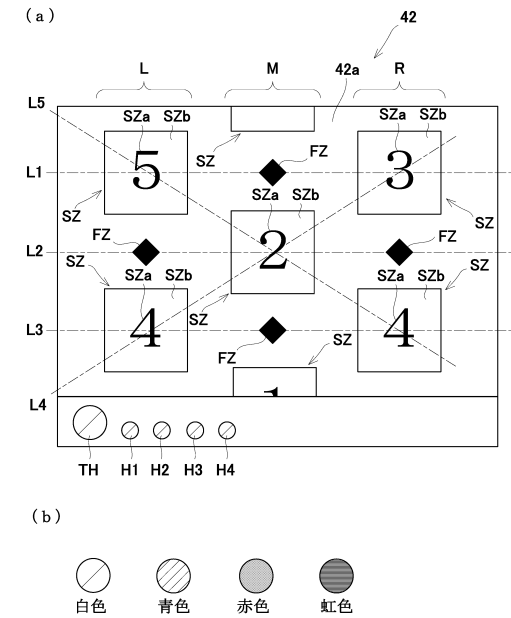 (a)
42
L M R
42a
L5
SZa SZb SZa SZb
SZ FZ
L1 5 3
SZa SZb
SZ SZ
FZ FZ
L2 2
SZ SZ
SZa SZb SZa SZb
SZ
L3 4 4
SZ
FZ
L4
1
TH H1 H2 H3 H4
(b)
白色 青色 赤色 虹色